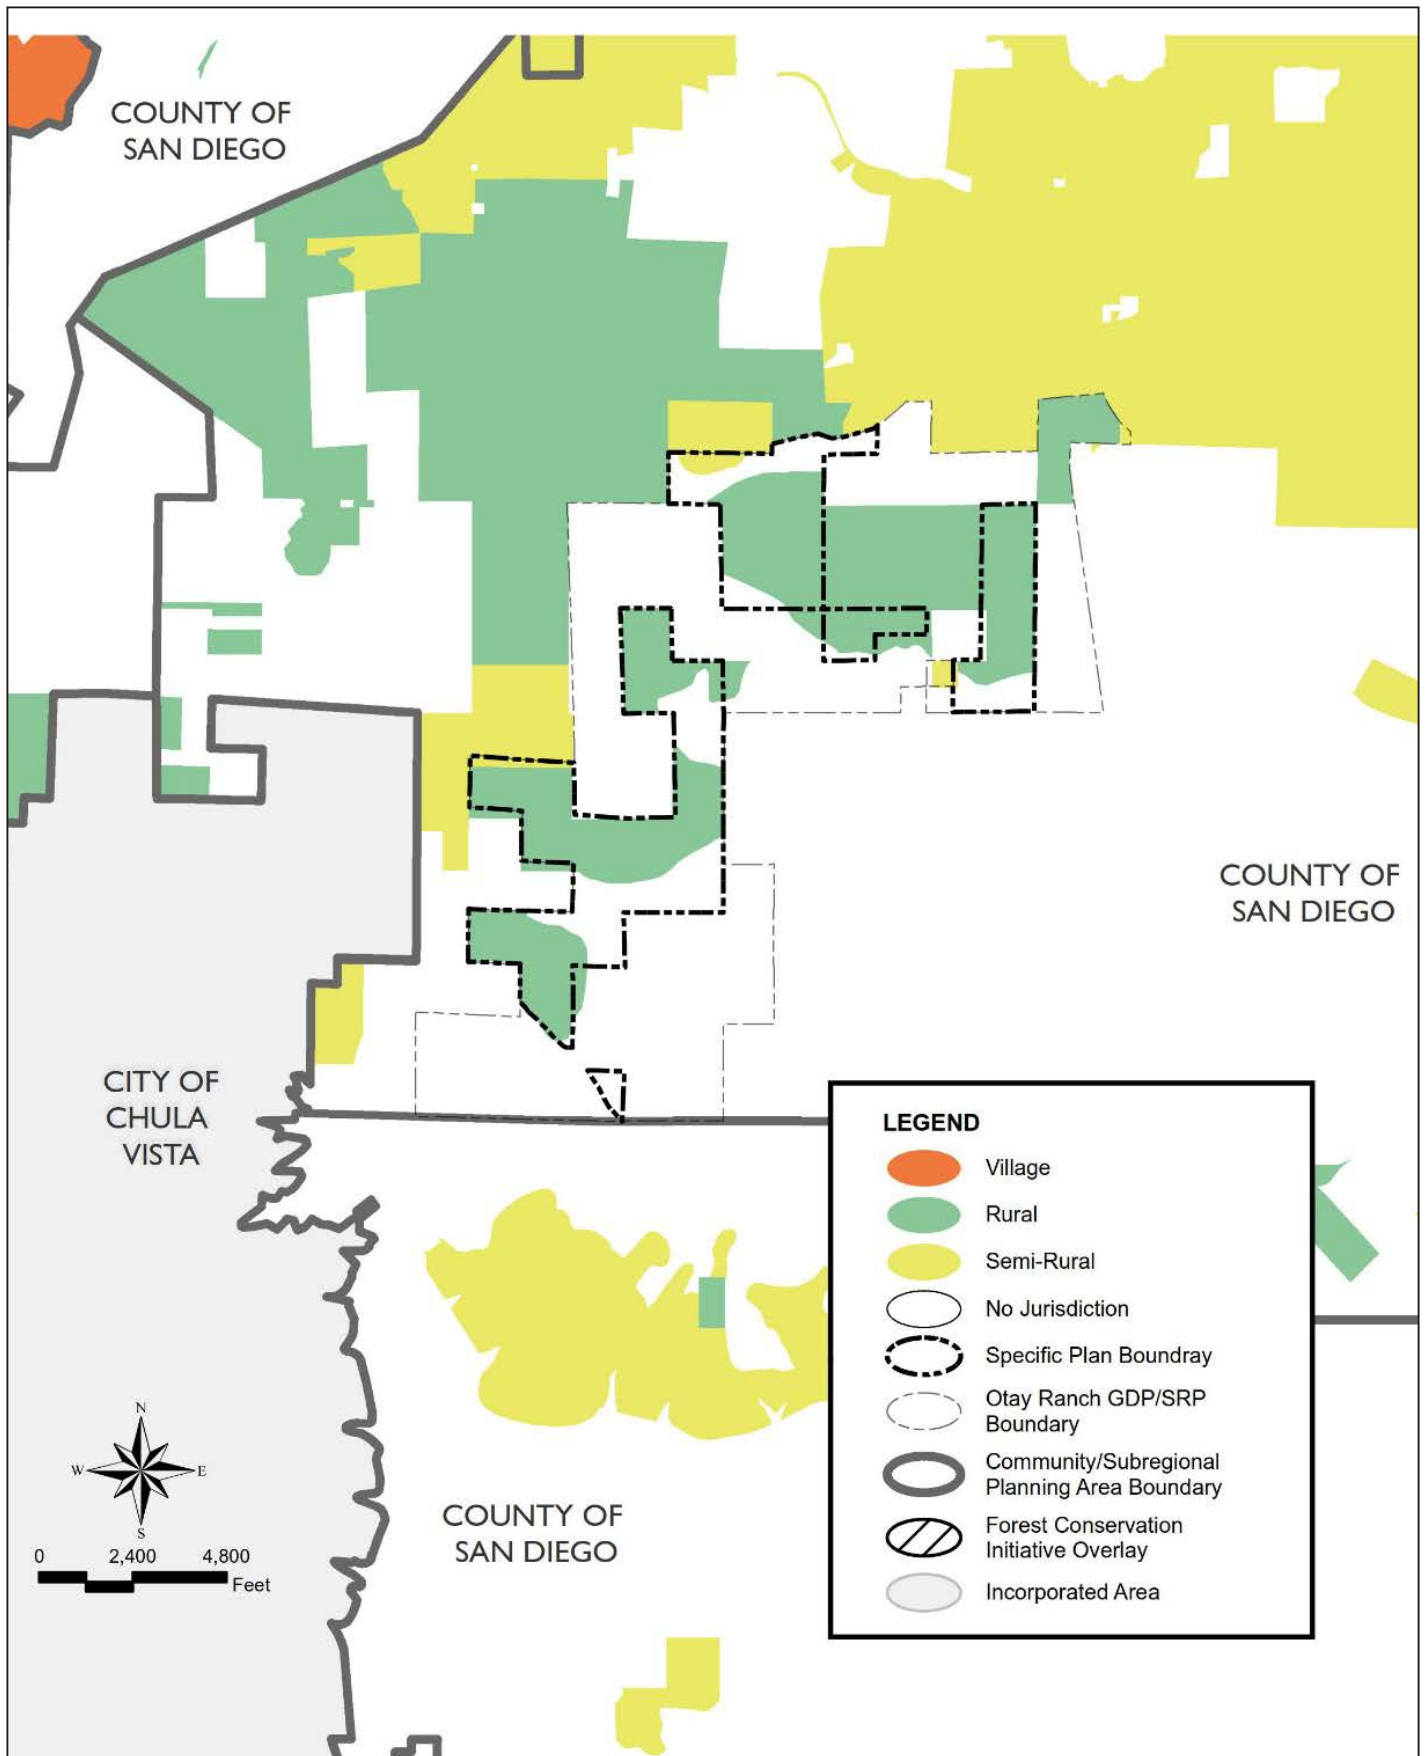 COUNTY OF
SAN DIEGO
COUNTY OF
SAN DIEGO
CITY OF
CHULA
VISTA
LEGEND
Village
Rural
Semi-Rural
No Jurisdiction
Specific Plan Boundray
Otay Ranch GDP/SRP
Boundary
Community/Subregional
Planning Area Boundary
Forest Conservation
Initiative Overlay
Incorporated Area
N
W E
S
0 2,400 4,800
Feet
COUNTY OF
SAN DIEGO